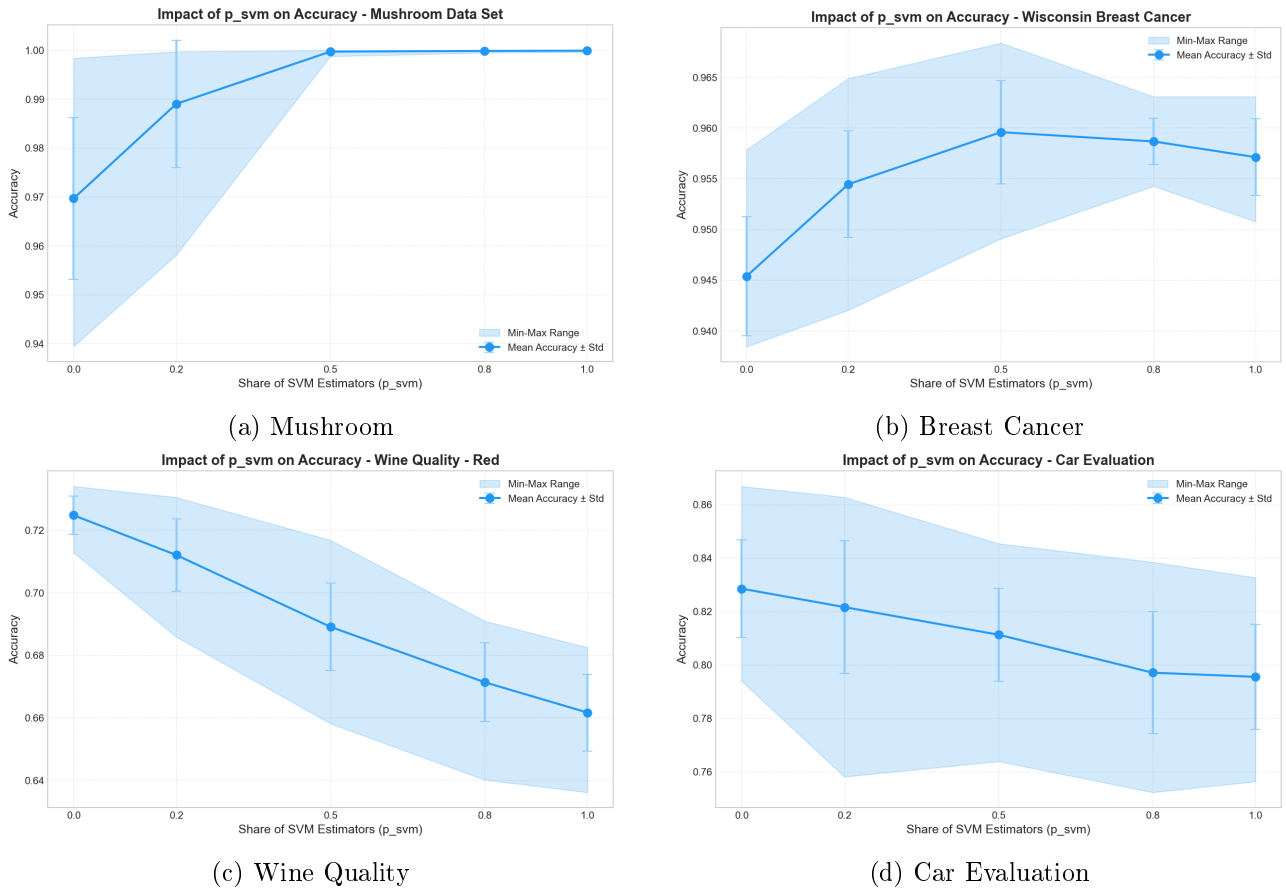 Impact of p_svm on Accuracy - Mushroom Data Set
Accuracy
1.00
0.99
0.98
0.97
0.96
0.95
0.94
Min-Max Range
Mean Accuracy ± Std
0.0 0.2 0.5 0.8 1.0
Share of SVM Estimators (p_svm)
(a) Mushroom
Impact of p_svm on Accuracy - Wisconsin Breast Cancer
Accuracy
0.965
0.960
0.955
0.950
0.945
0.940
Min-Max Range
Mean Accuracy ± Std
0.0 0.2 0.5 0.8 1.0
Share of SVM Estimators (p_svm)
(b) Breast Cancer
Impact of p_svm on Accuracy - Wine Quality - Red
Accuracy
0.72
0.70
0.68
0.66
0.64
Min-Max Range
Mean Accuracy ± Std
0.0 0.2 0.5 0.8 1.0
Share of SVM Estimators (p_svm)
(c) Wine Quality
Impact of p_svm on Accuracy - Car Evaluation
Accuracy
0.86
0.84
0.82
0.80
0.78
0.76
Min-Max Range
Mean Accuracy ± Std
0.0 0.2 0.5 0.8 1.0
Share of SVM Estimators (p_svm)
(d) Car Evaluation